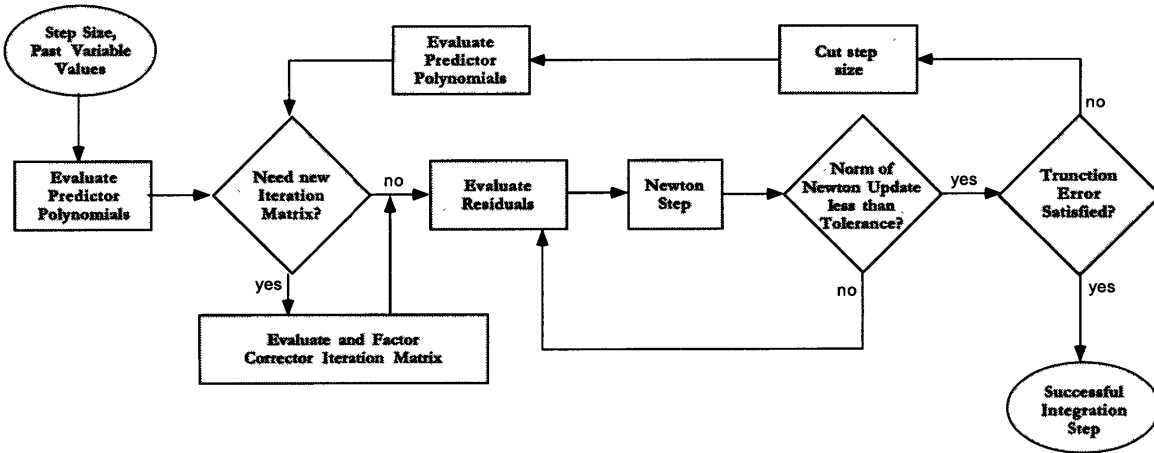 Step Size,
Past Variable
Values
Evaluate
Predictor
Polynomials
Cut step
size
no
Evaluate
Predictor
Polynomials
Need new
Iteration
Matrix?
no
Evaluate
Residuals
Newton
Step
Norm of
Newton Update
less than
Tolerance?
yes
Trunction
Error
Satisfied?
yes
no
yes
Evaluate and Factor
Corrector Iteration Matrix
Successful
Integration
Step